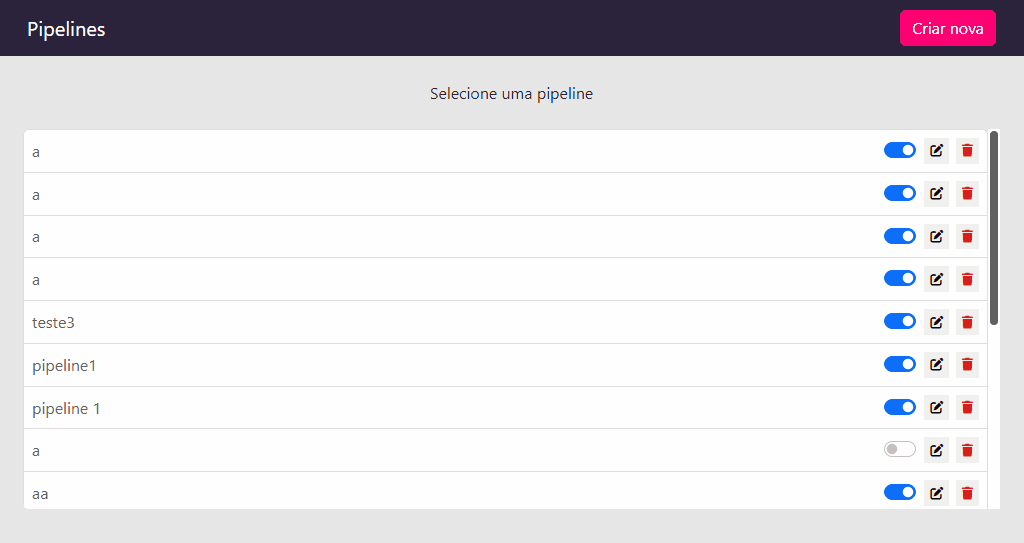 Pipelines
Criar nova
Selecione uma pipeline
a
a
a
a
teste3
pipeline1
pipeline 1
a
aa